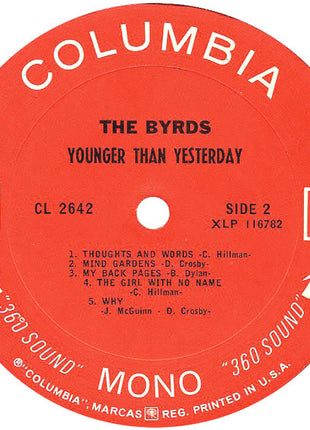 COLUMBIA
THE BYRDS
YOUNGER THAN YESTERDAY
CL 2642
SIDE 2
XLP 116782
1. THOUGHTS AND WORDS -C. Hillman-
2. MIND GARDENS -D. Crosby-
3. MY BACK PAGES -B. Dylan-
4. THE GIRL WITH NO NAME
-C. Hillman-
5. WHY
-J. McGuinn - D. Crosby-
"360 SOUND"
MONO
"360 SOUND"
® "COLUMBIA", MARCAS REG. PRINTED IN U.S.A.